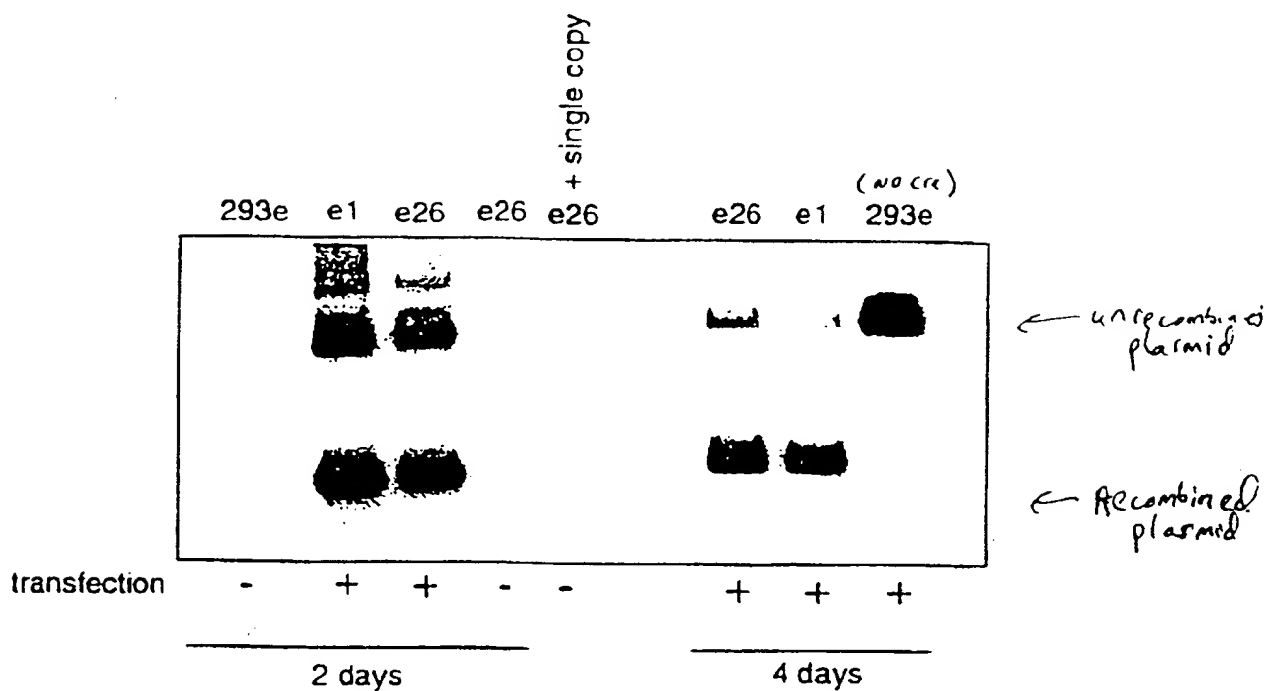 + single copy
(NO cre)
293e e1 e26 e26 e26 e26 e1 293e
← unrecombined plasmid
← Recombined plasmid
transfection - + + - - + + +
2 days 4 days